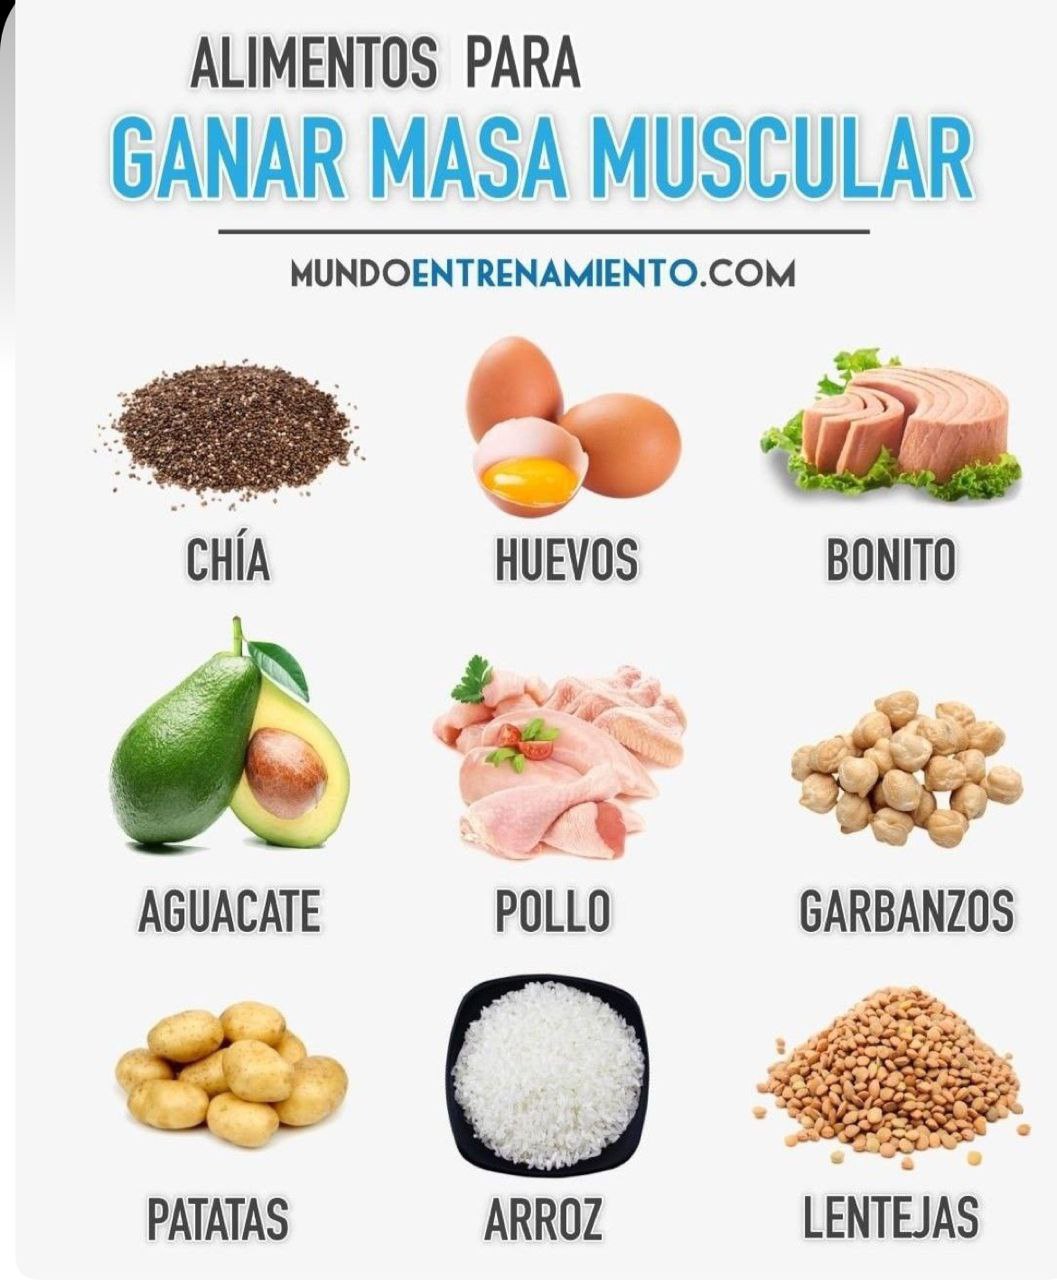 ALIMENTOS PARA
GANAR MASA MUSCULAR
MUNDOENTRENAMIENTO.COM
CHÍA
HUEVOS
BONITO
AGUACATE
POLLO
GARBANZOS
PATATAS
ARROZ
LENTEJAS